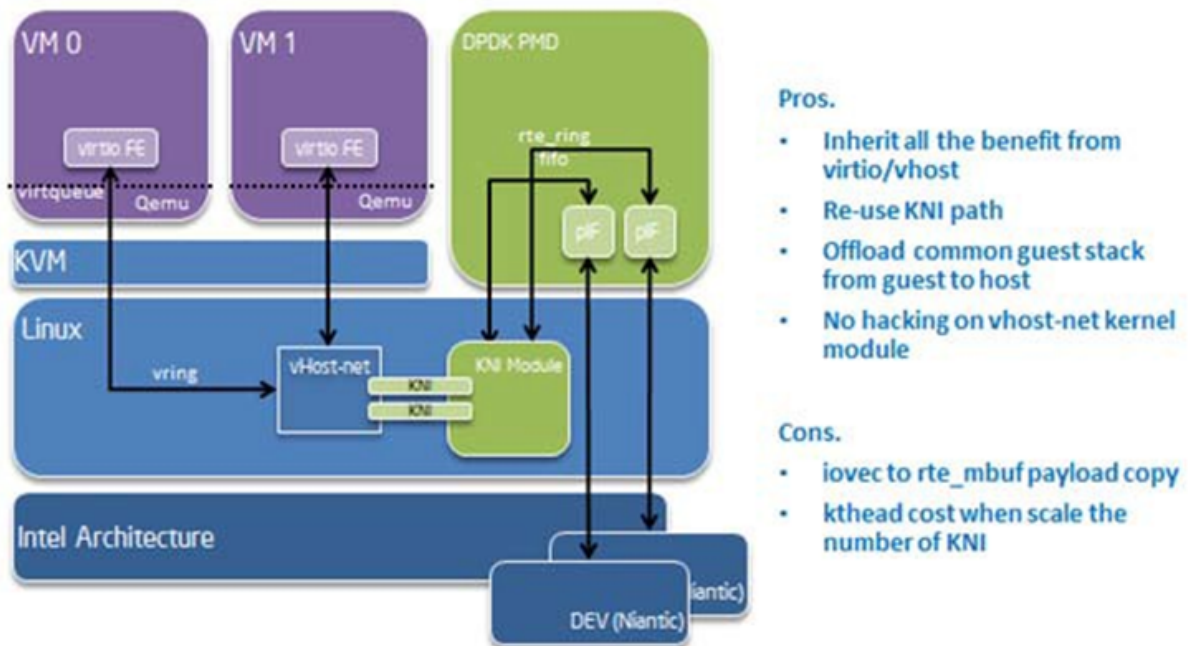 VM 0
VM 1
DPDK PMD
virtio FE
virtio FE
rte_ring
fifo
virtqueue
Qemu
Qemu
pIF
pIF
KVM
Linux
vHost-net
KNI Module
vring
KNI
KNI
Intel Architecture
iantic)
DEV (Niantic)
Pros.
• Inherit all the benefit from
virtio/vhost
• Re-use KNI path
• Offload common guest stack
from guest to host
• No hacking on vhost-net kernel
module
Cons.
• iovec to rte_mbuf payload copy
• kthead cost when scale the
number of KNI